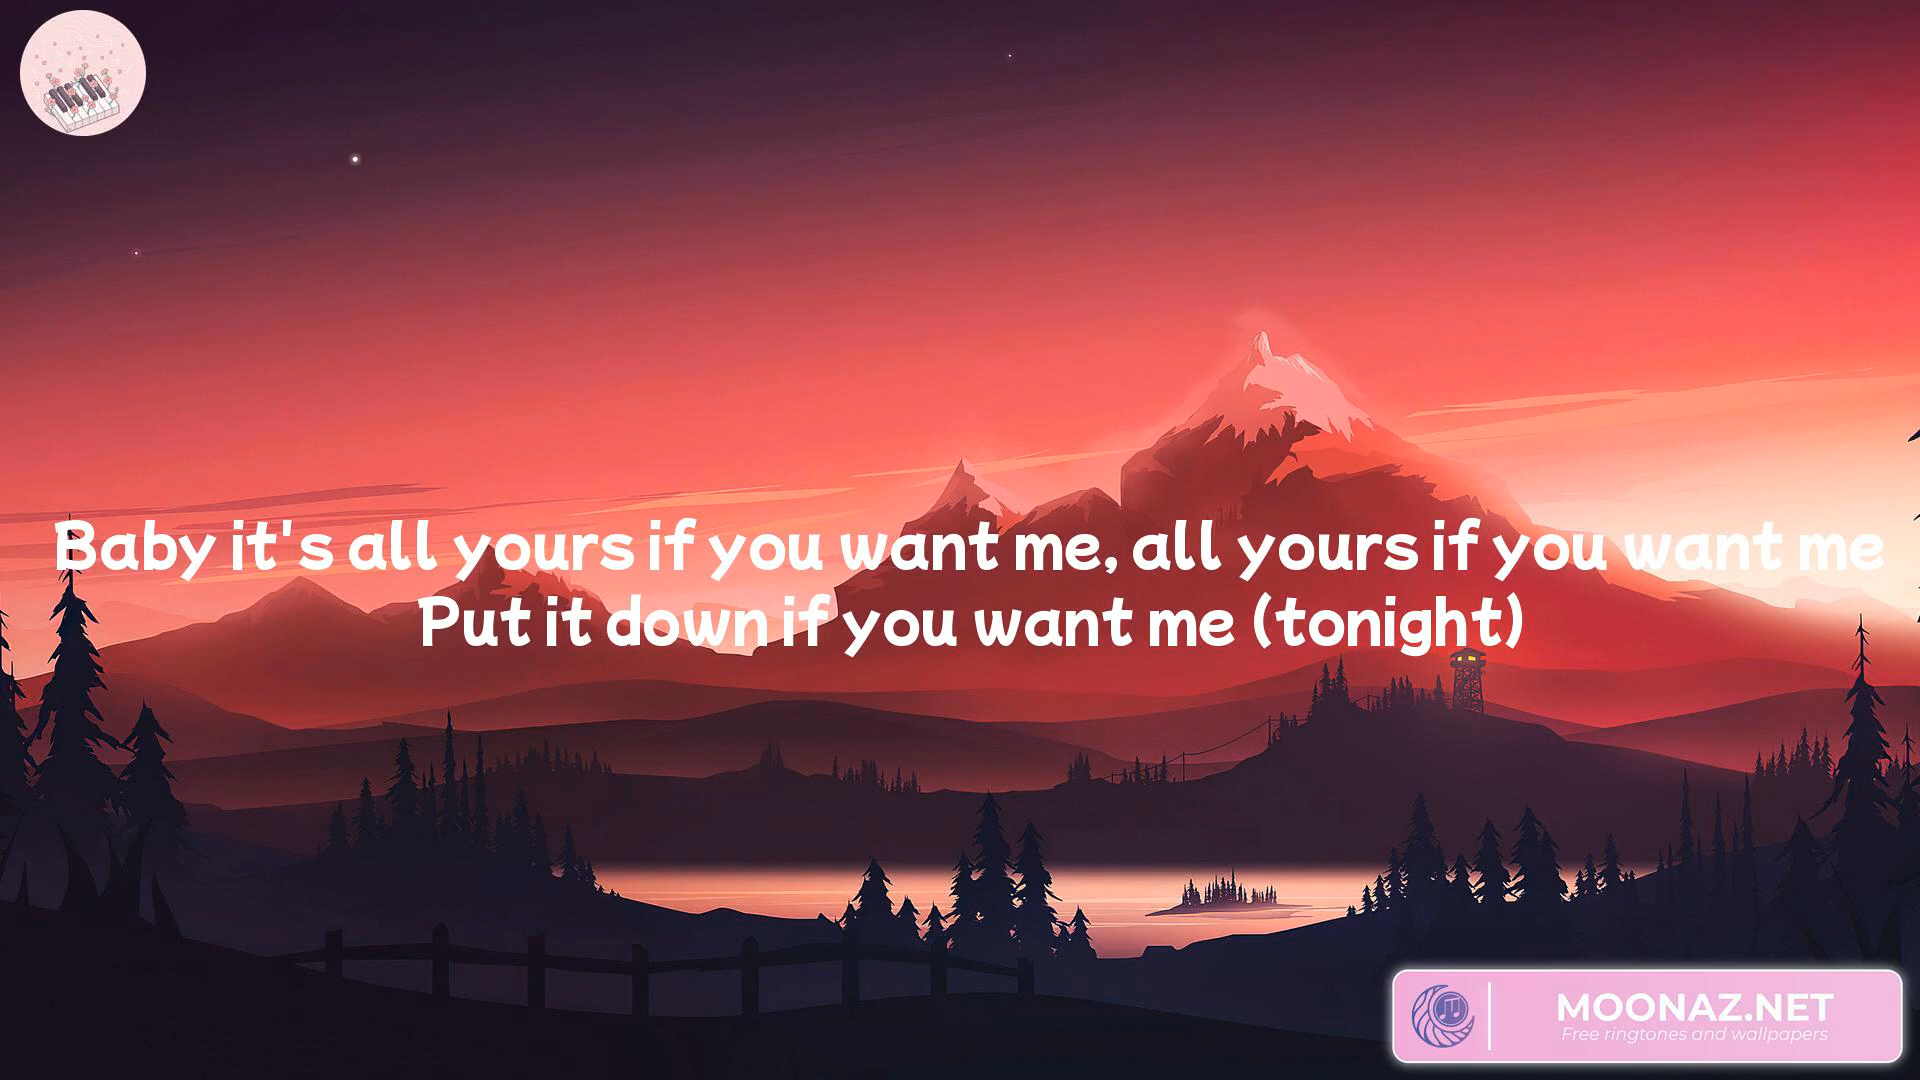 Baby it's all yours if you want me, all yours if you want me
Put it down if you want me (tonight)
MOONAZ.NET
Free ringtones and wallpapers